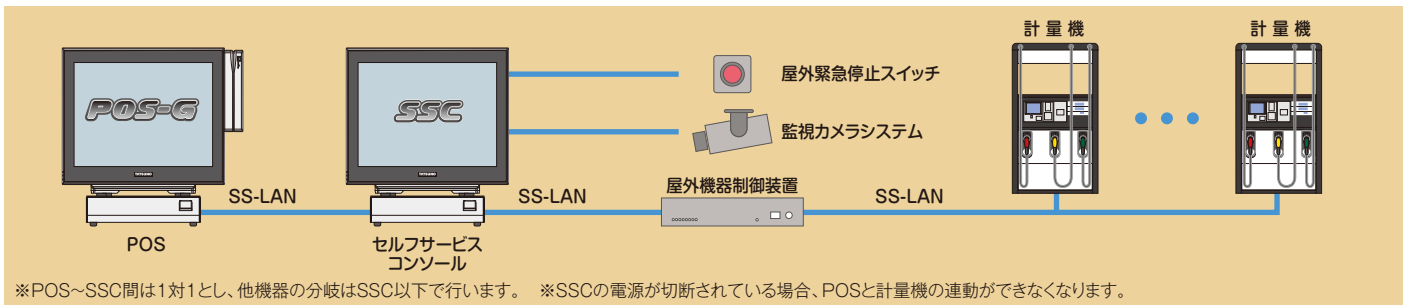 計量機
計量機
屋外緊急停止スイッチ
POS-G
SSC
監視カメラシステム
TATSUNO
TATSUNO
屋外機器制御装置
SS-LAN
SS-LAN
SS-LAN
POS
セルフサービス
コンソール
※POS～SSC間は1対1とし、他機器の分岐はSSC以下で行います。 ※SSCの電源が切断されている場合、POSと計量機の連動ができなくなります。